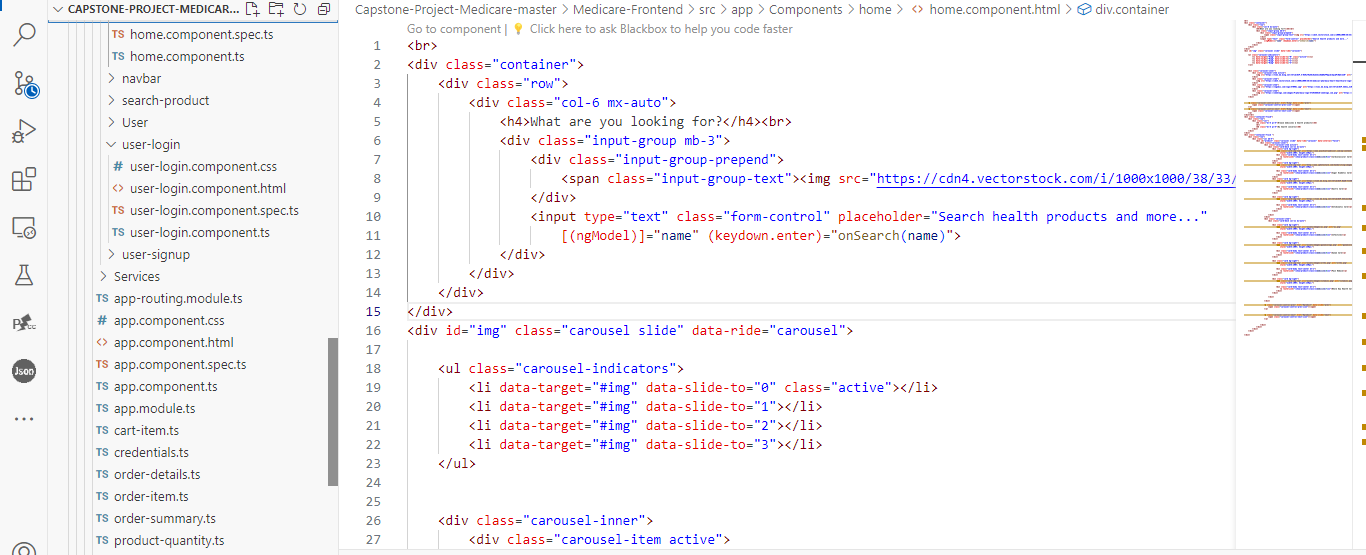 CAPSTONE-PROJECT-MEDICAR...
home.component.spec.ts
TS home.component.ts
navbar
search-product
User
user-login
# user-login.component.css
<> user-login.component.html
TS user-login.component.spec.ts
TS user-login.component.ts
user-signup
Services
TS app-routing.module.ts
# app.component.css
<> app.component.html
TS app.component.spec.ts
TS app.component.ts
TS app.module.ts
TS cart-item.ts
TS credentials.ts
TS order-details.ts
TS order-item.ts
TS order-summary.ts
TS product-quantity.ts
Json
Capstone-Project-Medicare-master > Medicare-Frontend > src > app > Components > home > <> home.component.html > div.container
Go to component | Click here to ask Blackbox to help you code faster
1 <br>
2 <div class="container">
3 <div class="row">
4 <div class="col-6 mx-auto">
5 <h4>What are you looking for?</h4><br>
6 <div class="input-group mb-3">
7 <div class="input-group-prepend">
8 <span class="input-group-text"><img src="https://cdn4.vectorstock.com/i/1000x1000/38/33/
9 </div>
10 <input type="text" class="form-control" placeholder="Search health products and more..."
11 [(ngModel)]="name" (keydown.enter)="onSearch(name)">
12 </div>
13 </div>
14 </div>
15 </div>
16 <div id="img" class="carousel slide" data-ride="carousel">
17
18 <ul class="carousel-indicators">
19 <li data-target="#img" data-slide-to="0" class="active"></li>
20 <li data-target="#img" data-slide-to="1"></li>
21 <li data-target="#img" data-slide-to="2"></li>
22 <li data-target="#img" data-slide-to="3"></li>
23 </ul>
24
25
26 <div class="carousel-inner">
27 <div class="carousel-item active">